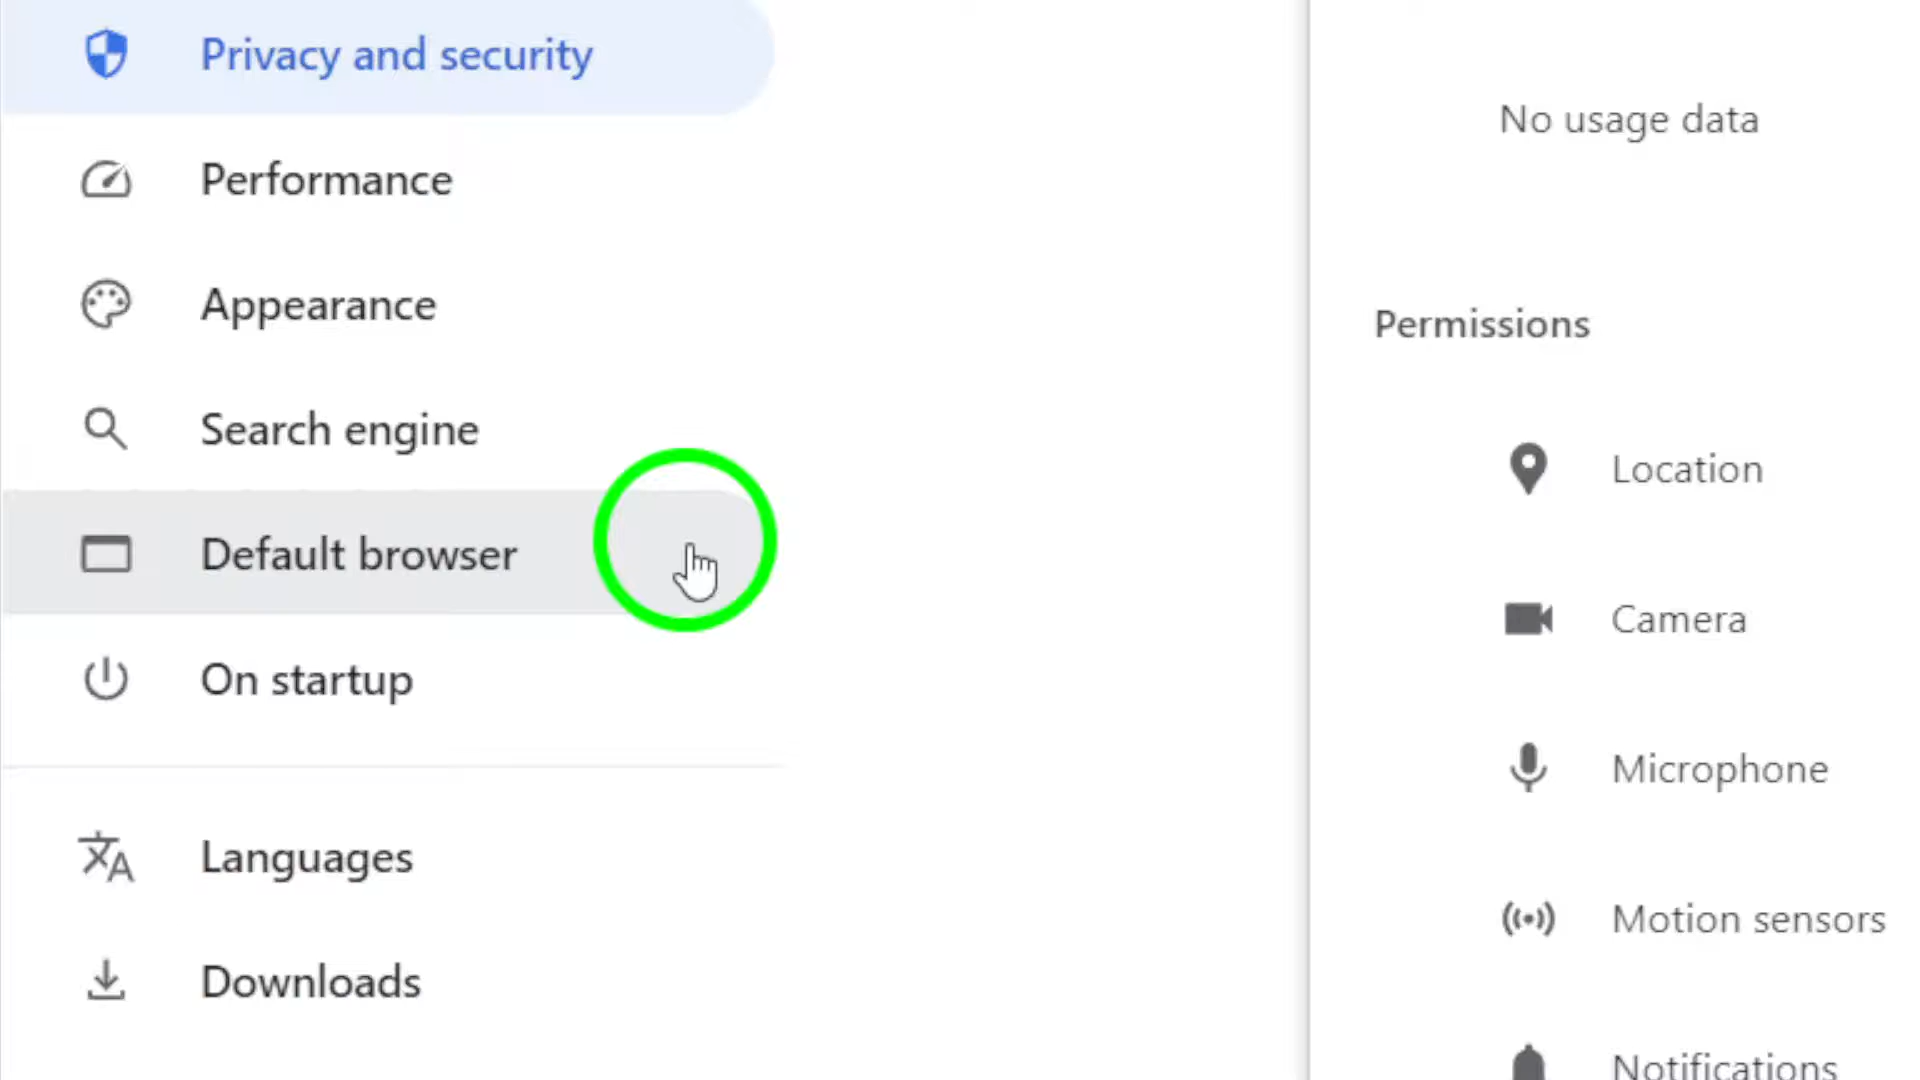 Privacy and security
Performance
Appearance
Search engine
Default browser
On startup
Languages
Downloads
No usage data
Permissions
Location
Camera
Microphone
Motion sensors
Notifications